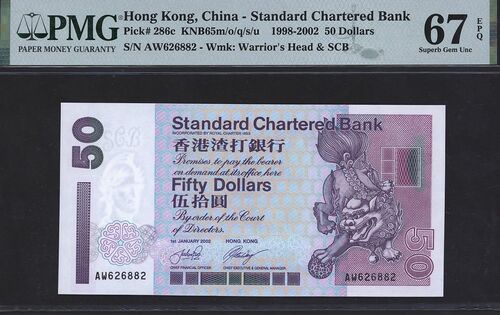 PMG
PAPER MONEY GUARANTY
Hong Kong, China - Standard Chartered Bank
Pick# 286c KNB65m/o/q/s/u 1998-2002 50 Dollars
S/N AW626882 - Wmk: Warrior's Head & SCB
67 EPQ
Superb Gem Unc
50
SCB
Standard Chartered Bank
INCORPORATED BY ROYAL CHARTER 1853
香港渣打銀行
Promises to pay the bearer
on demand at its office here
Fifty Dollars
伍拾圓
By order of the Court
of Directors.
1st JANUARY 2002 HONG KONG
CHIEF FINANCIAL OFFICER CHIEF EXECUTIVE & GENERAL MANAGER
AW626882
AW626882
50